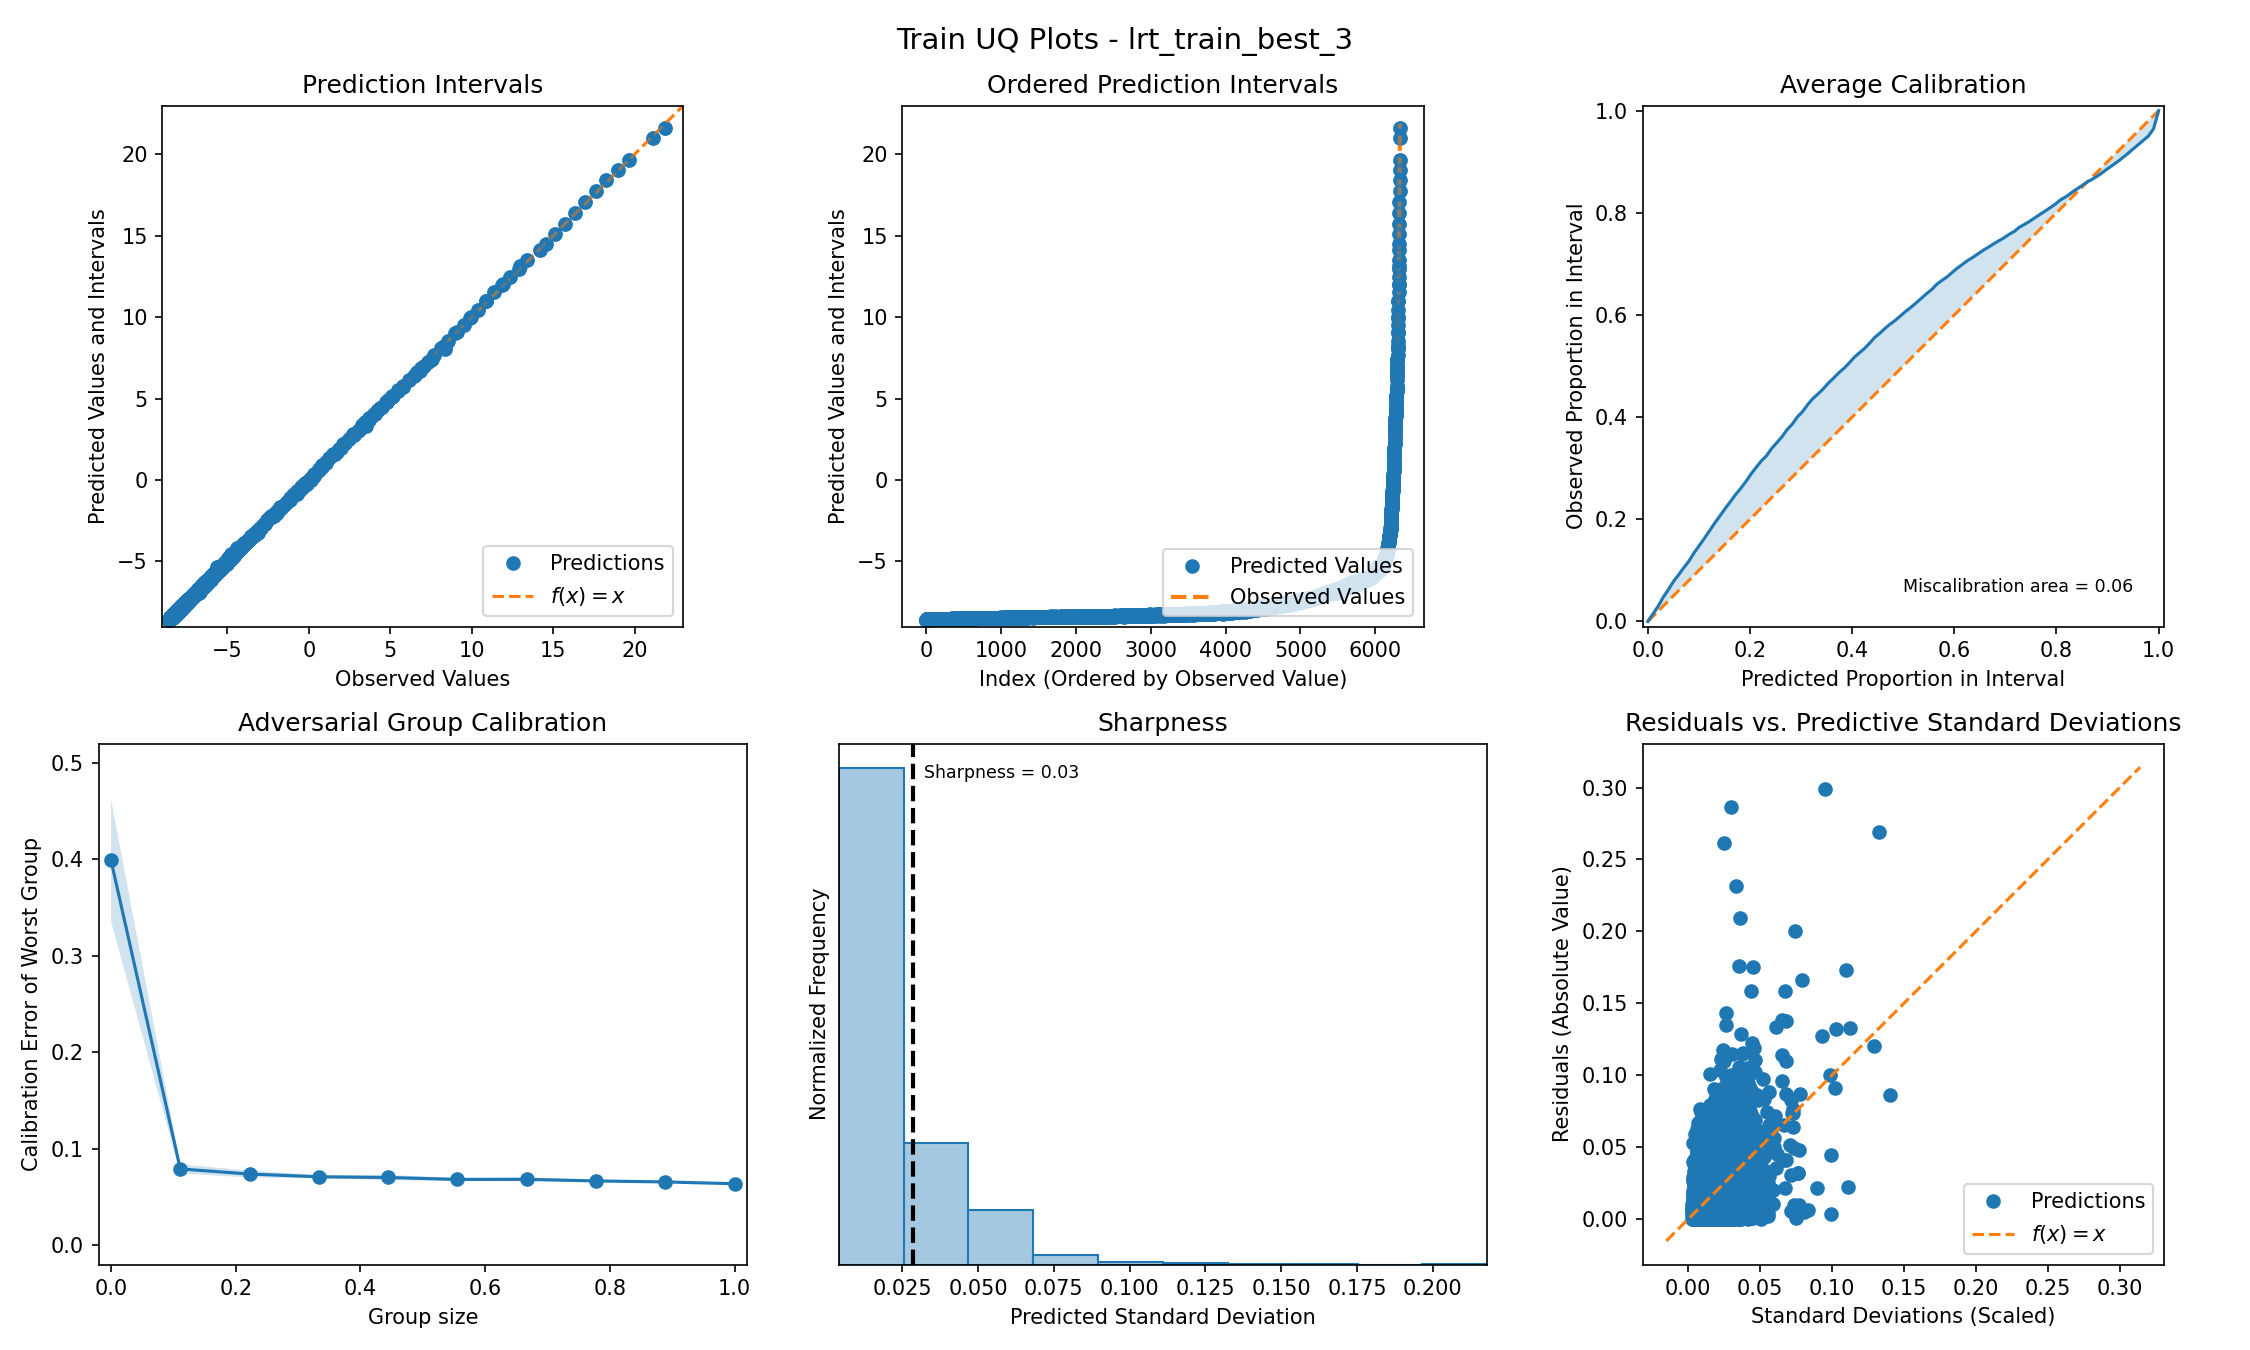 Train UQ Plots - lrt_train_best_3
Prediction Intervals
Predicted Values and Intervals
20
15
10
5
0
−5
−5 0 5 10 15 20
Observed Values
Predictions
f(x) = x
Ordered Prediction Intervals
Predicted Values and Intervals
20
15
10
5
0
−5
0 1000 2000 3000 4000 5000 6000
Index (Ordered by Observed Value)
Predicted Values
Observed Values
Average Calibration
Observed Proportion in Interval
1.0
0.8
0.6
0.4
0.2
0.0
0.0 0.2 0.4 0.6 0.8 1.0
Predicted Proportion in Interval
Miscalibration area = 0.06
Adversarial Group Calibration
Calibration Error of Worst Group
0.5
0.4
0.3
0.2
0.1
0.0
0.0 0.2 0.4 0.6 0.8 1.0
Group size
Sharpness
Normalized Frequency
Sharpness = 0.03
0.025 0.050 0.075 0.100 0.125 0.150 0.175 0.200
Predicted Standard Deviation
Residuals vs. Predictive Standard Deviations
Residuals (Absolute Value)
0.30
0.25
0.20
0.15
0.10
0.05
0.00
0.00 0.05 0.10 0.15 0.20 0.25 0.30
Standard Deviations (Scaled)
Predictions
f(x) = x